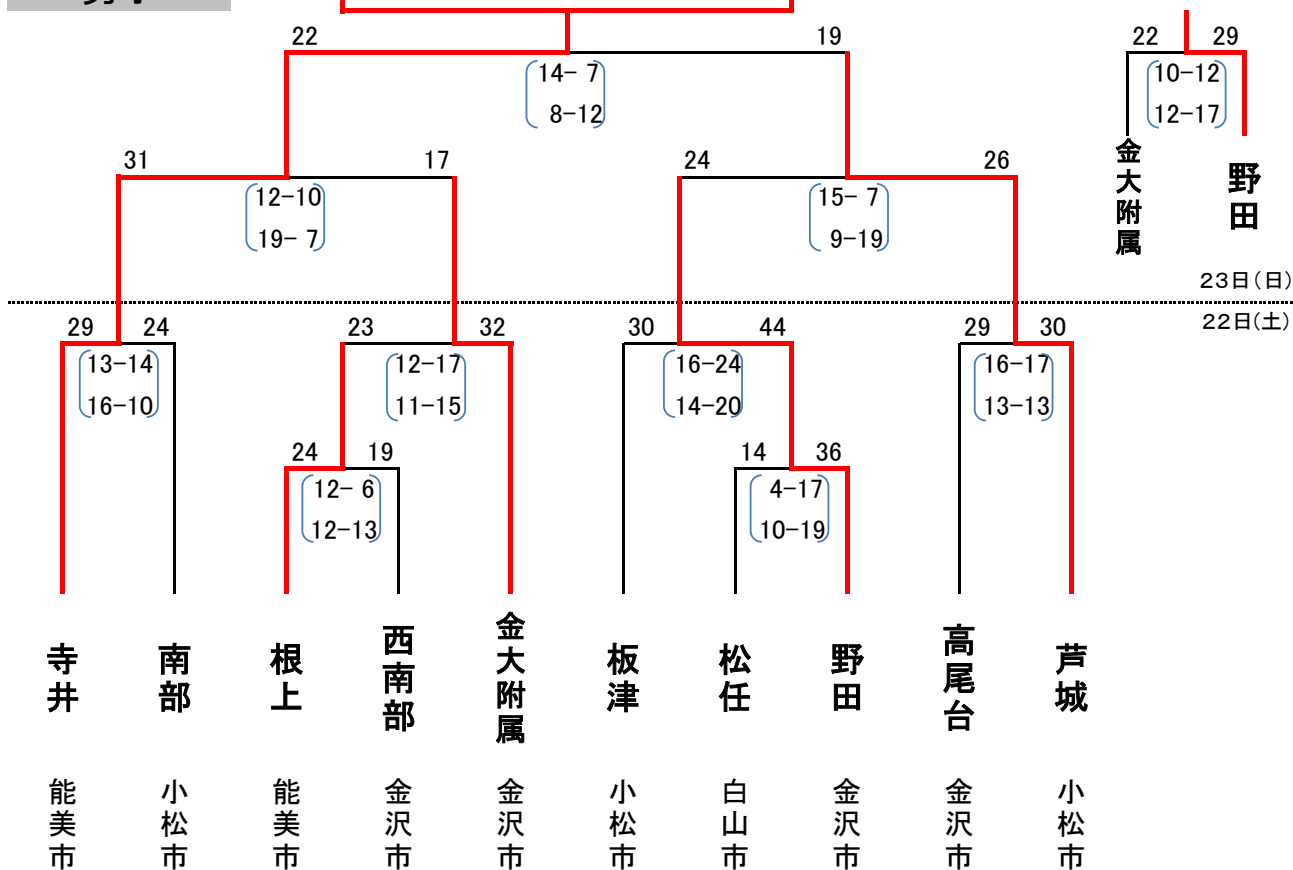 22 19 22 29
14- 7 10-12
8-12 12-17
31 17 24 26
金大附属
野田
12-10 15- 7
19- 7 9-19
23日(日)
22日(土)
29 24 23 32 30 44 29 30
13-14 12-17 16-24 16-17
16-10 11-15 14-20 13-13
24 19 14 36
12- 6 4-17
12-13 10-19
寺井
南部
根上
西南部
金大附属
板津
松任
野田
高尾台
芦城
能美市
小松市
能美市
金沢市
金沢市
小松市
白山市
金沢市
金沢市
小松市